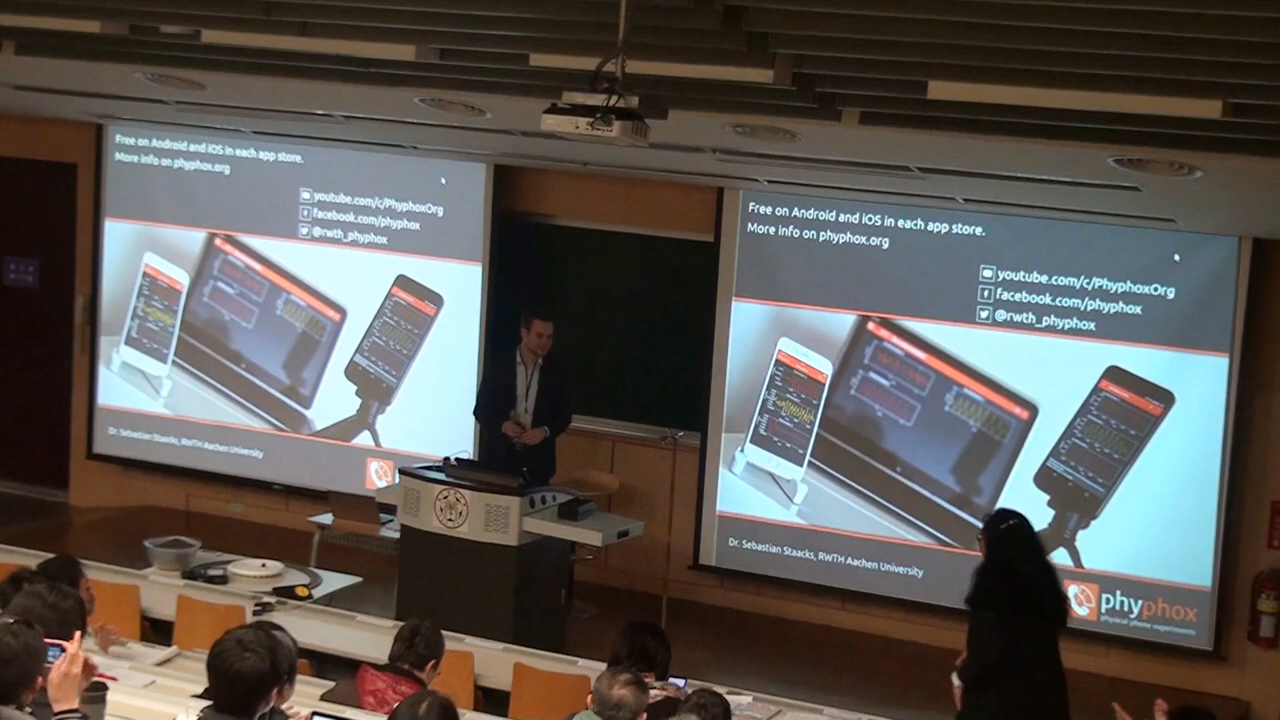 Free on Android and iOS in each app store.
More info on phyphox.org
youtube.com/c/PhyphoxOrg
facebook.com/phyphox
@rwth_phyphox
Dr. Sebastian Staacks, RWTH Aachen University
Free on Android and iOS in each app store.
More info on phyphox.org
youtube.com/c/PhyphoxOrg
facebook.com/phyphox
@rwth_phyphox
Dr. Sebastian Staacks, RWTH Aachen University
phyphox
physical phone experiments